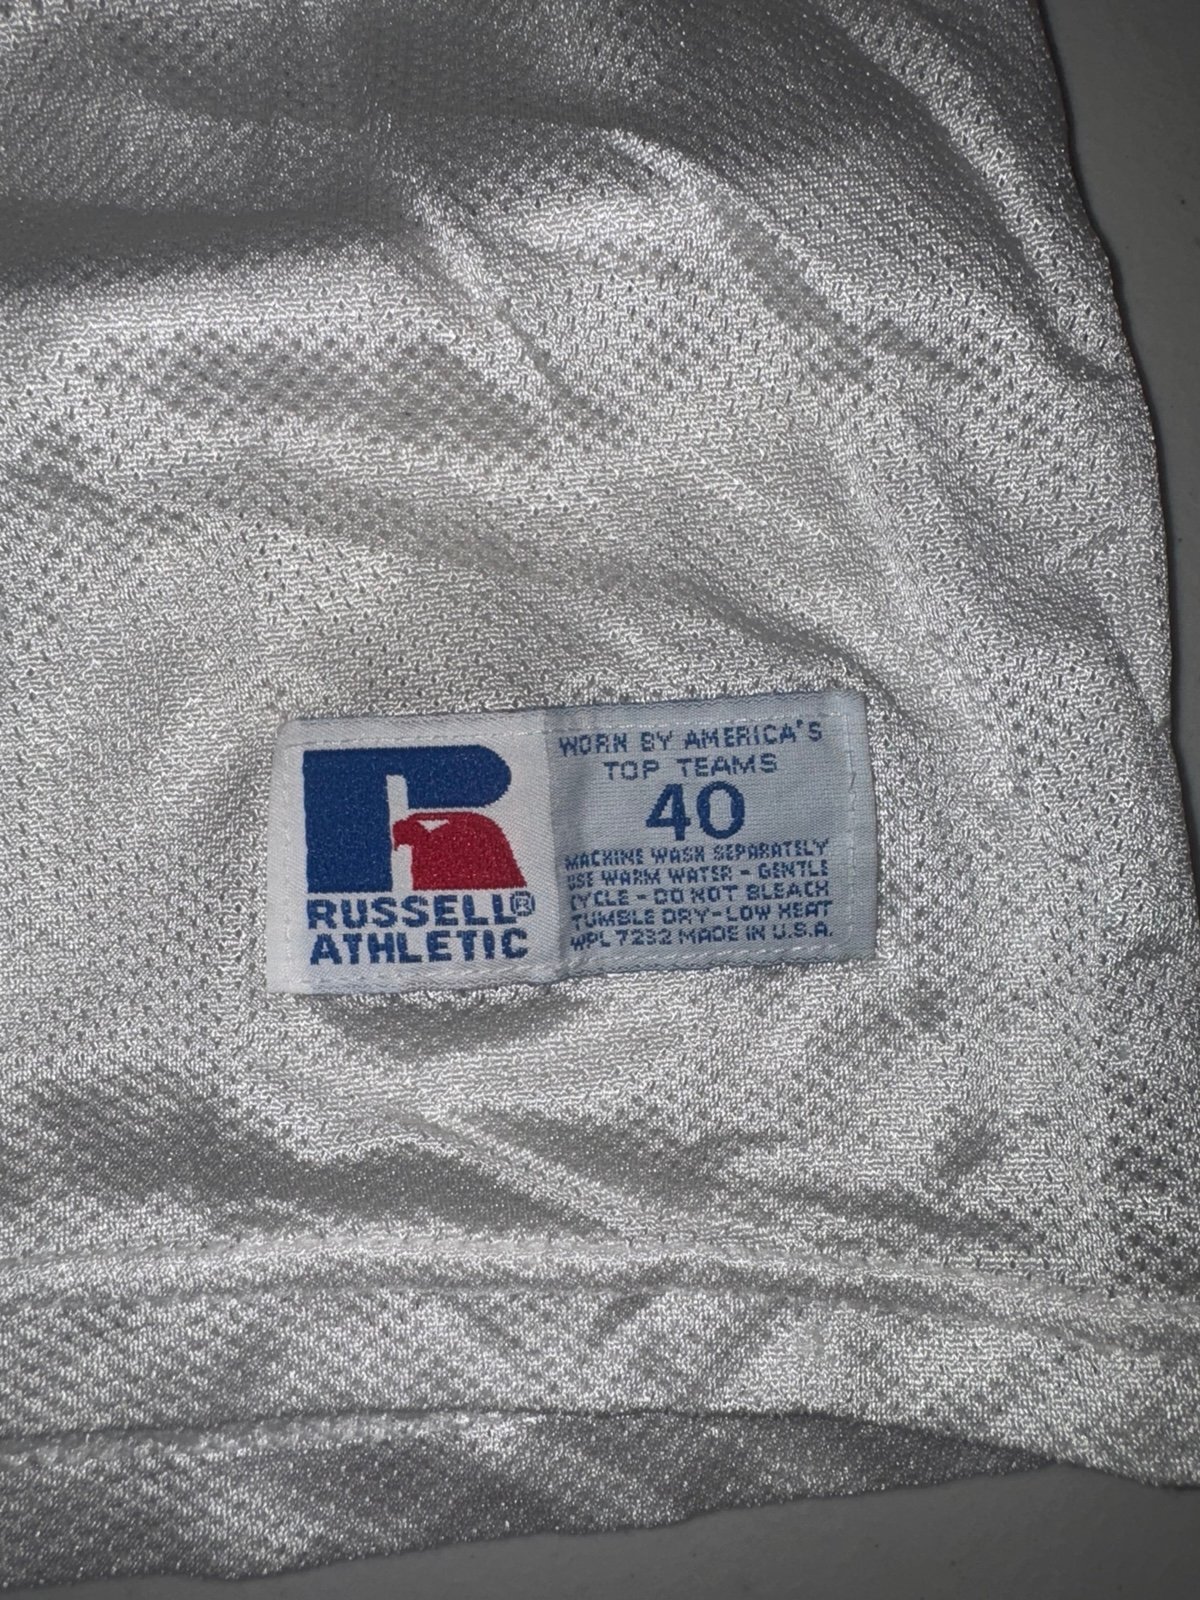 RUSSELL®
ATHLETIC
WORN BY AMERICA'S
TOP TEAMS
40
MACHINE WASH SEPARATELY
USE WARM WATER - GENTLE
CYCLE - DO NOT BLEACH
TUMBLE DRY - LOW HEAT
WPL 7232 MADE IN U.S.A.